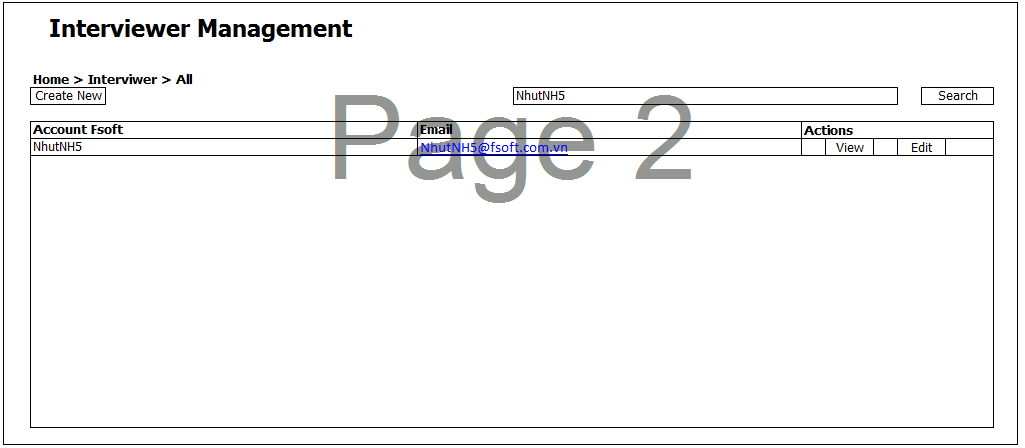 Interviewer Management
Home > Interviwer > All
Create New NhutNH5 Search
Page 2
Account Fsoft Email Actions
NhutNH5 NhutNH5@fsoft.com.vn View Edit